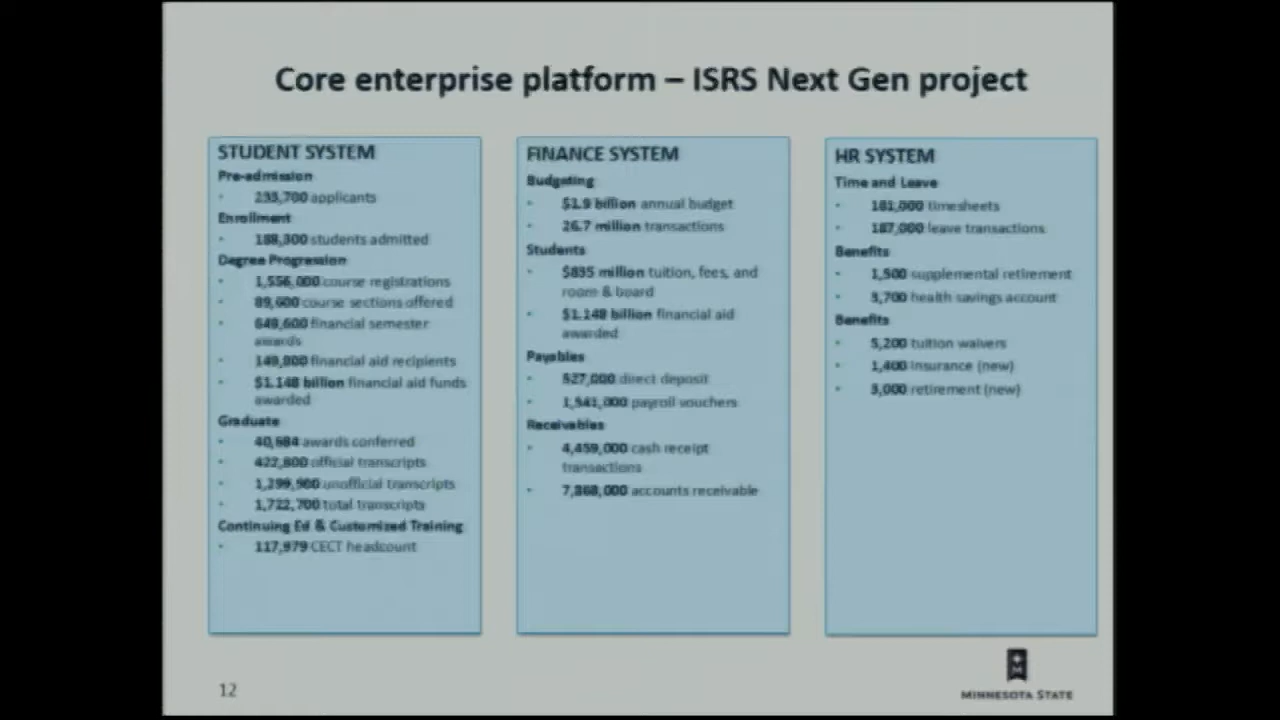 Core enterprise platform – ISRS Next Gen project
STUDENT SYSTEM
Pre-admission
• 235,700 applicants
Enrollment
• 188,300 students admitted
Degree Progression
• 1,556,000 course registrations
• 89,600 course sections offered
• 649,600 financial semester
awards
• 149,800 financial aid recipients
• $1.148 billion financial aid funds
awarded
Graduate
• 40,684 awards conferred
• 422,800 official transcripts
• 1,299,900 unofficial transcripts
• 1,722,700 total transcripts
Continuing Ed & Customized Training
• 117,979 CECT headcount
FINANCE SYSTEM
Budgeting
• $1.9 billion annual budget
• 26.7 million transactions
Students
• $835 million tuition, fees, and
room & board
• $1.148 billion financial aid
awarded
Payables
• 527,000 direct deposit
• 1,541,000 payroll vouchers
Receivables
• 4,459,000 cash receipt
transactions
• 7,868,000 accounts receivable
HR SYSTEM
Time and Leave
• 181,000 timesheets
• 187,000 leave transactions
Benefits
• 1,500 supplemental retirement
• 3,700 health savings account
Benefits
• 5,200 tuition waivers
• 1,400 insurance (new)
• 3,000 retirement (new)
12
M
MINNESOTA STATE